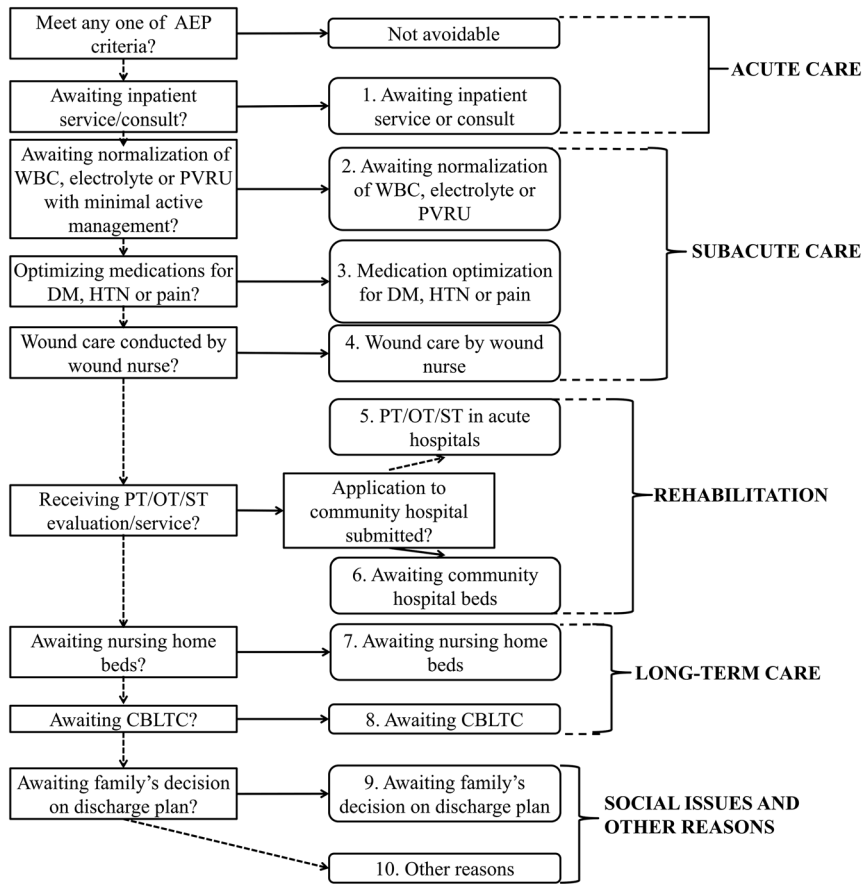 Meet any one of AEP
criteria?
Not avoidable
ACUTE CARE
Awaiting inpatient
service/consult?
1. Awaiting inpatient
service or consult
Awaiting normalization of
WBC, electrolyte or PVRU
with minimal active
management?
2. Awaiting normalization
of WBC, electrolyte or
PVRU
SUBACUTE CARE
Optimizing medications for
DM, HTN or pain?
3. Medication optimization
for DM, HTN or pain
Wound care conducted by
wound nurse?
4. Wound care by wound
nurse
5. PT/OT/ST in acute
hospitals
REHABILITATION
Receiving PT/OT/ST
evaluation/service?
Application to
community hospital
submitted?
6. Awaiting community
hospital beds
Awaiting nursing home
beds?
7. Awaiting nursing home
beds
LONG-TERM CARE
Awaiting CBLTC?
8. Awaiting CBLTC
Awaiting family's decision
on discharge plan?
9. Awaiting family's
decision on discharge plan
SOCIAL ISSUES AND
OTHER REASONS
10. Other reasons